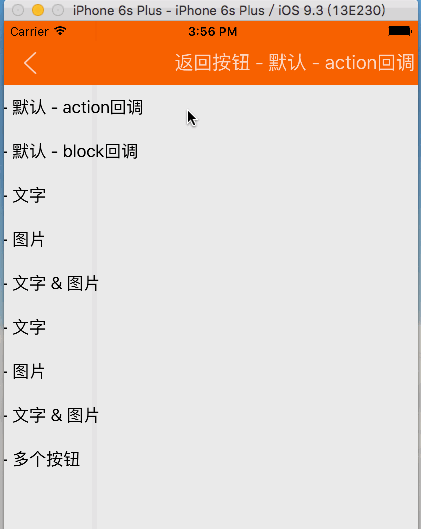 iPhone 6s Plus - iPhone 6s Plus / iOS 9.3 (13E230)
Carrier 3:56 PM
返回按钮 - 默认 - action回调
- 默认 - action回调
- 默认 - block回调
- 文字
- 图片
- 文字 & 图片
- 文字
- 图片
- 文字 & 图片
- 多个按钮